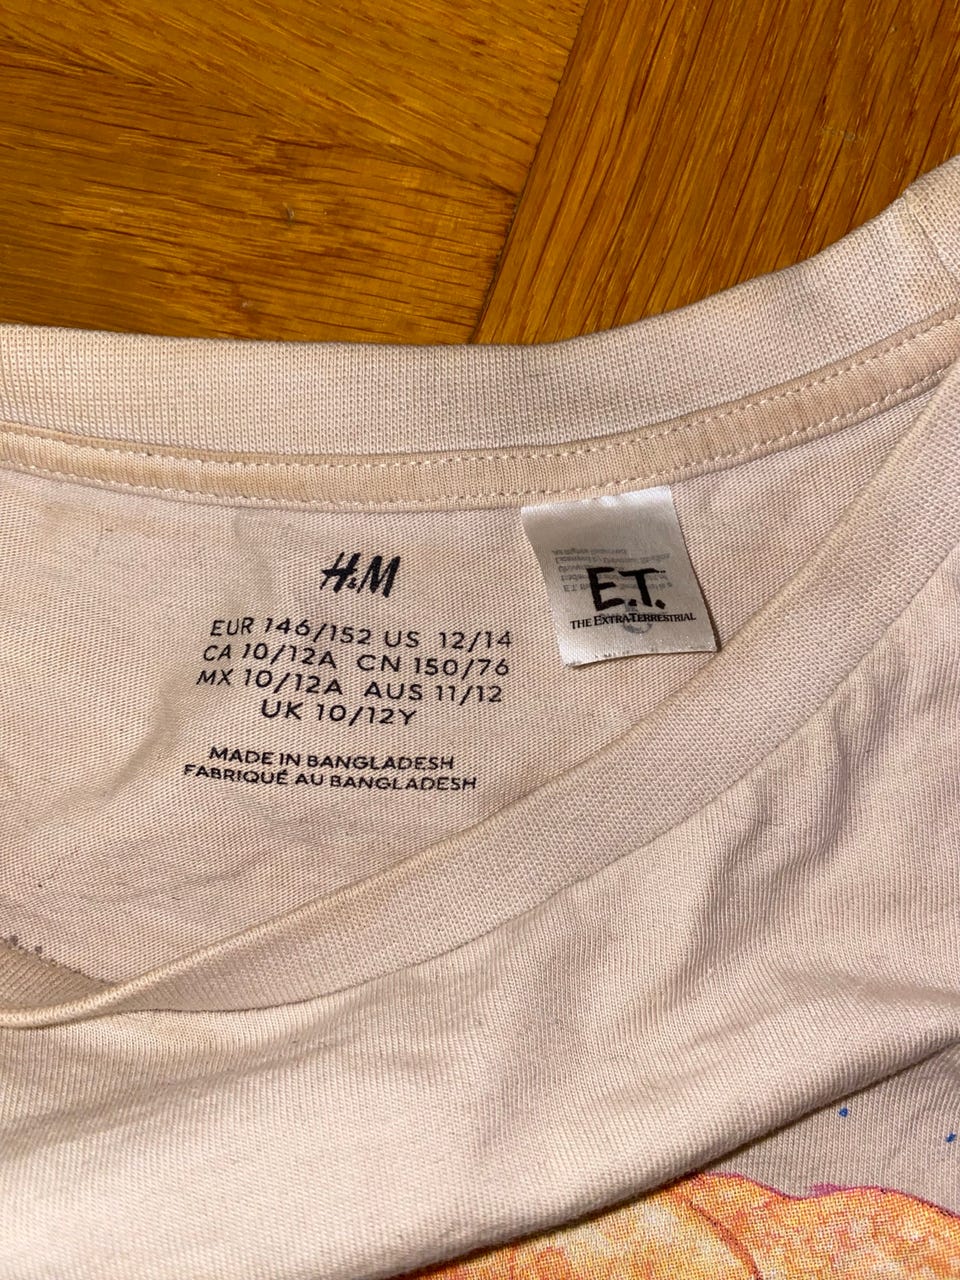 H&M
EUR 146/152 US 12/14
CA 10/12A CN 150/76
MX 10/12A AUS 11/12
UK 10/12Y
MADE IN BANGLADESH
FABRIQUÉ AU BANGLADESH
E.T.
THE EXTRA-TERRESTRIAL